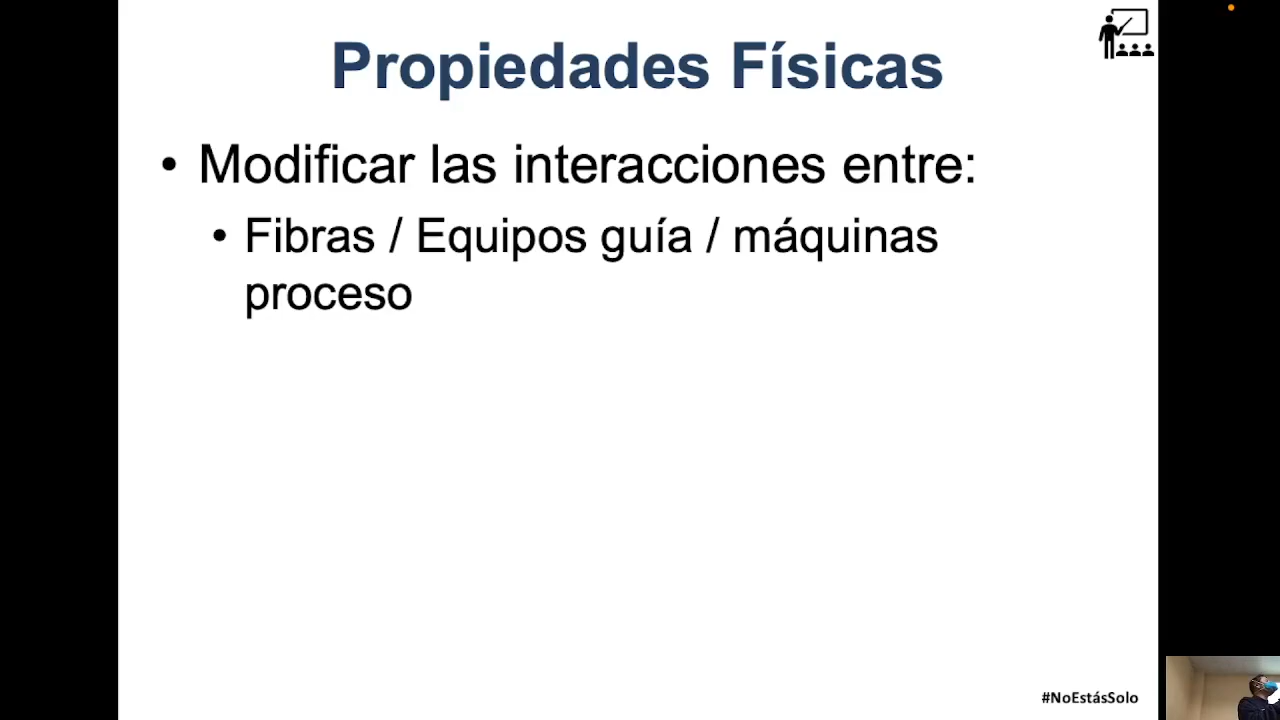 Propiedades Físicas
• Modificar las interacciones entre:
• Fibras / Equipos guía / máquinas
proceso
#NoEstásSolo